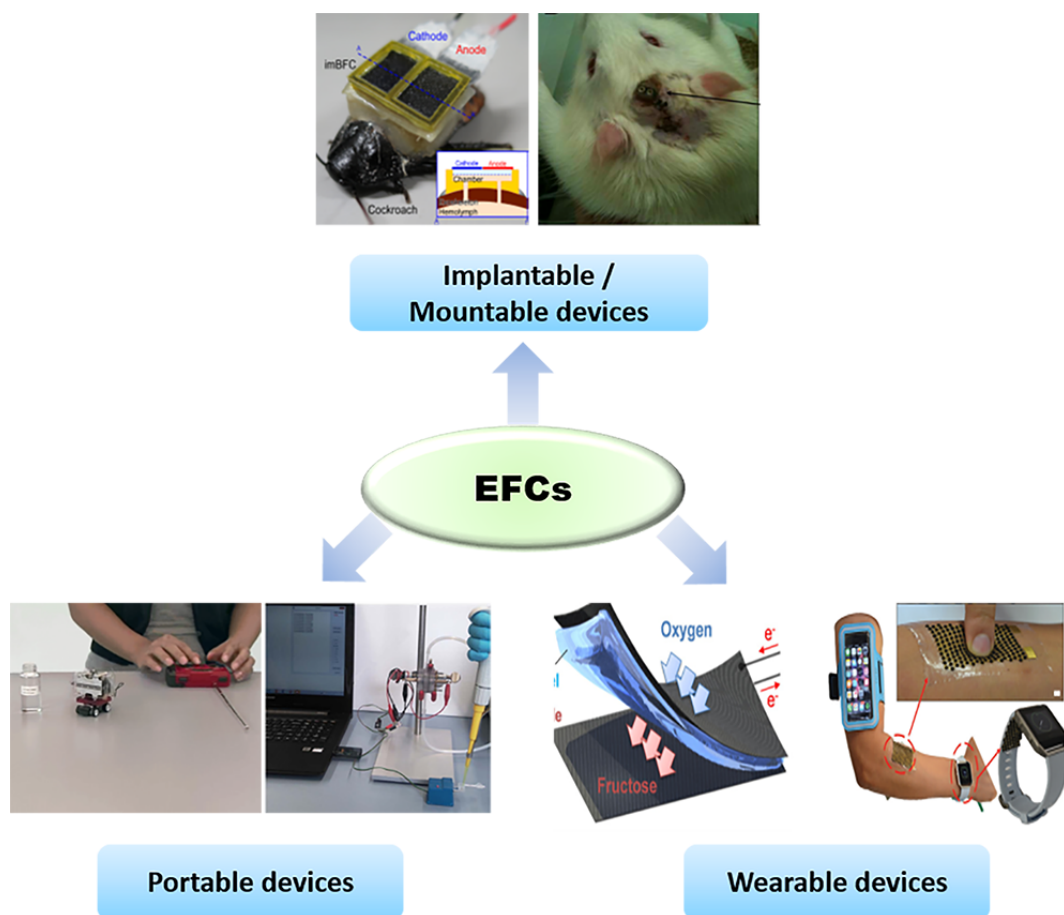 Cathode
Anode
imBFC
A
Cathode
Anode
Chamber
Hemolymph
Cockroach
Implantable /
Mountable devices
EFCs
Oxygen
e⁻
e⁻
Fructose
Portable devices
Wearable devices